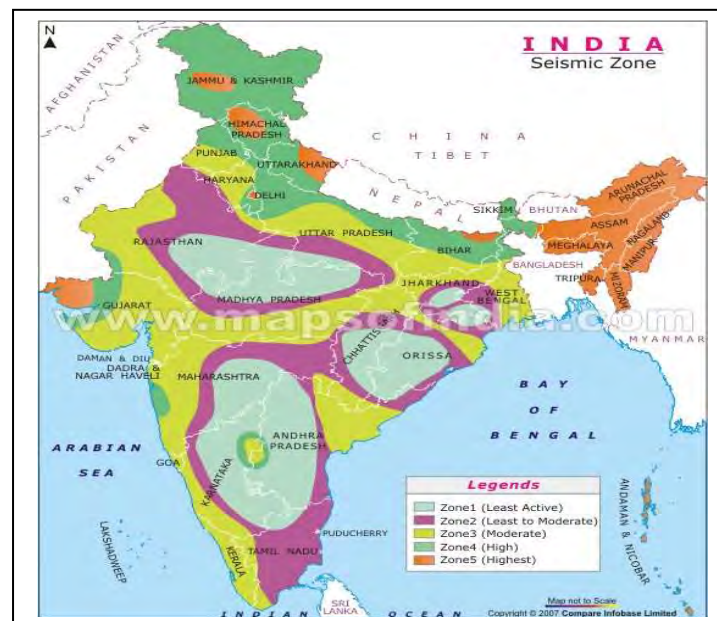 N
INDIA
Seismic Zone
AFGHANISTAN
JAMMU & KASHMIR
HIMACHAL
PRADESH
CHINA
TIBET
PAKISTAN
PUNJAB
UTTARAKHAND
HARYANA
DELHI
NEPAL
SIKKIM
BHUTAN
ARUNACHAL
PRADESH
ASSAM
NAGALAND
MEGHALAYA
MANIPUR
RAJASTHAN
UTTAR PRADESH
BIHAR
BANGLADESH
TRIPURA
MIZORAM
JHARKHAND
WEST
BENGAL
GUJARAT
MADHYA PRADESH
www.mapsofindia.com
CHHATTISGARH
ORISSA
MYANMAR
DAMAN & DIU
DADRA &
NAGAR HAVELI
MAHARASHTRA
BAY
OF
BENGAL
ARABIAN
SEA
GOA
ANDHRA
PRADESH
KARNATAKA
Legends
Zone1 (Least Active)
Zone2 (Least to Moderate)
Zone3 (Moderate)
Zone4 (High)
Zone5 (Highest)
ANDAMAN & NICOBAR
LAKSHADWEEP
PUDUCHERRY
KERALA
TAMIL NADU
SRI
LANKA
INDIAN OCEAN
Map not to Scale
Copyright © 2007 Compare Infobase Limited